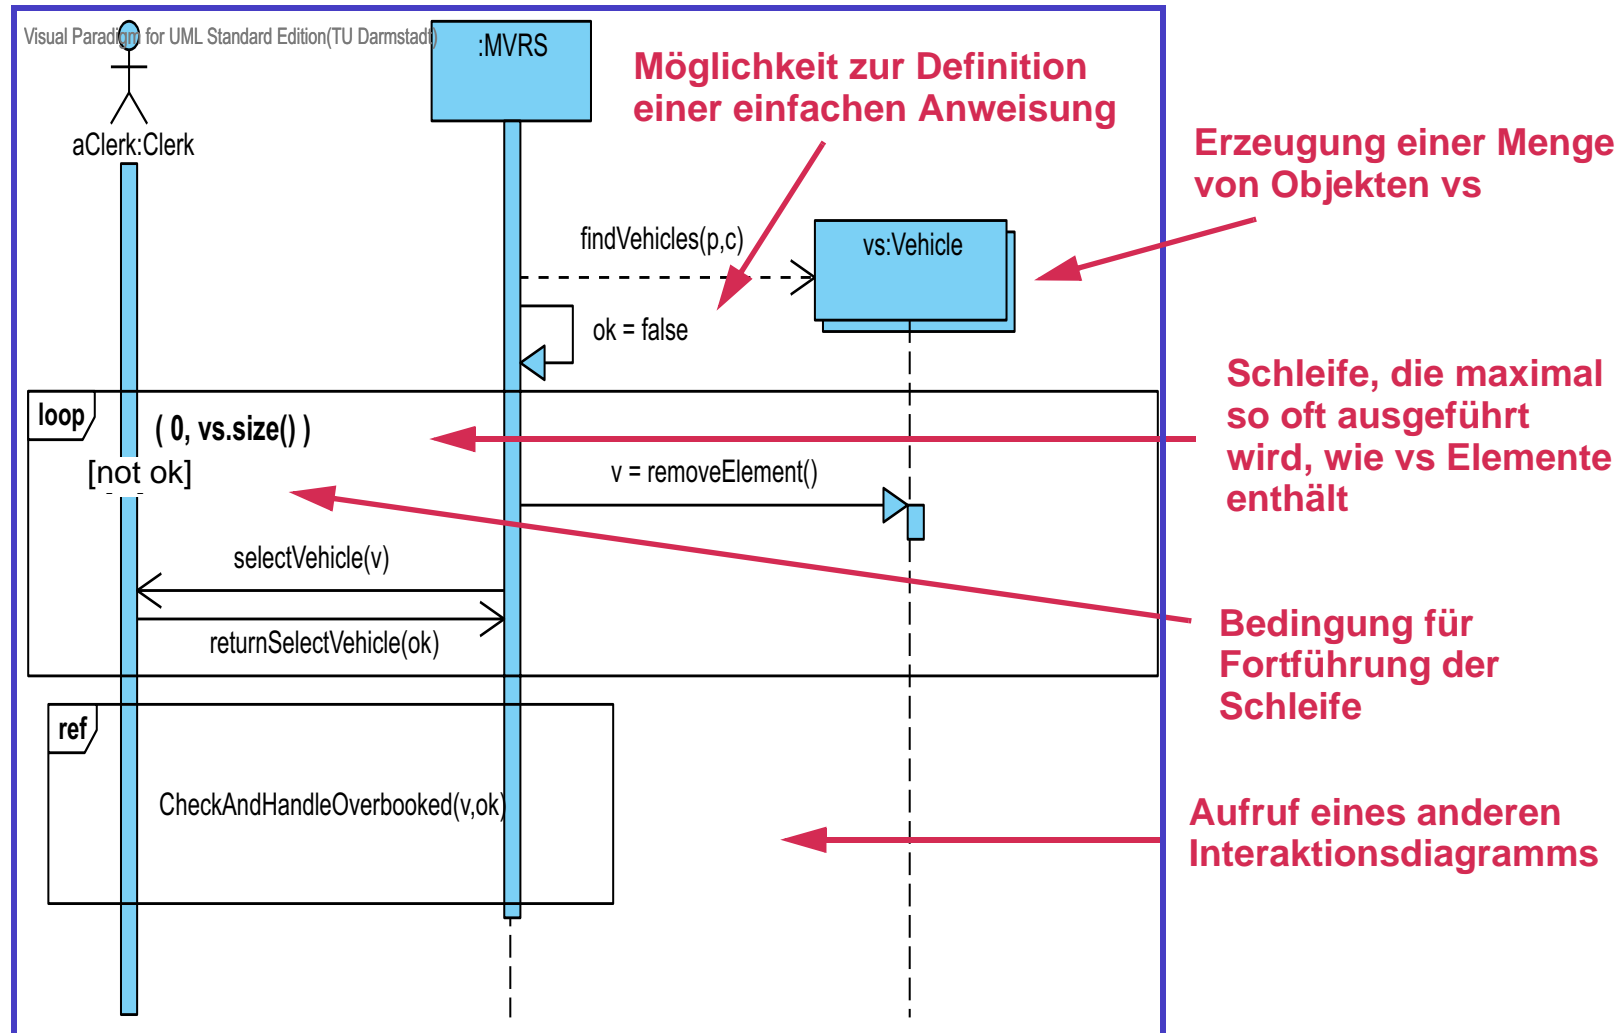 Visual Paradigm for UML Standard Edition(TU Darmstadt)
:MVRS
aClerk:Clerk
Möglichkeit zur Definition
einer einfachen Anweisung
Erzeugung einer Menge
von Objekten vs
findVehicles(p,c)
vs:Vehicle
ok = false
loop
( 0, vs.size() )
[not ok]
Schleife, die maximal
so oft ausgeführt
wird, wie vs Elemente
enthält
v = removeElement()
selectVehicle(v)
returnSelectVehicle(ok)
Bedingung für
Fortführung der
Schleife
ref
CheckAndHandleOverbooked(v,ok)
Aufruf eines anderen
Interaktionsdiagramms